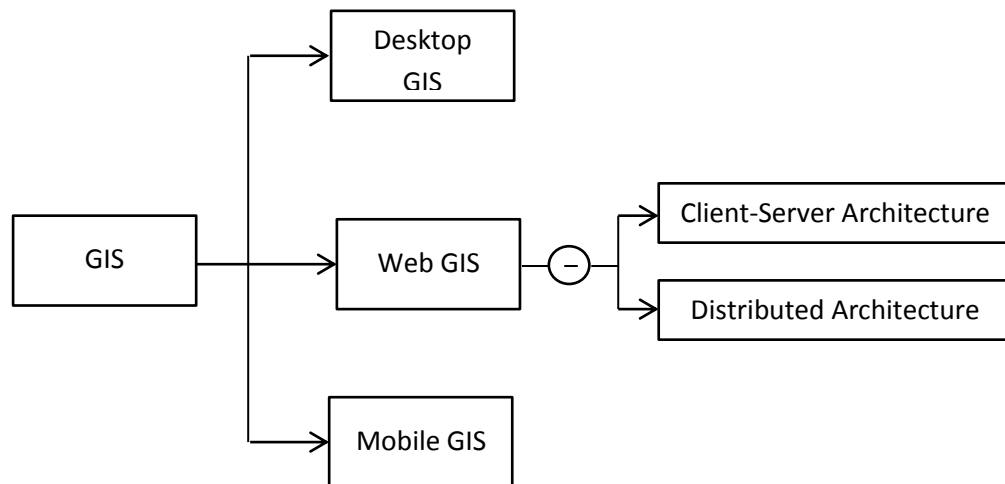 Desktop
GIS
Client-Server Architecture
GIS
Web GIS
–
Distributed Architecture
Mobile GIS